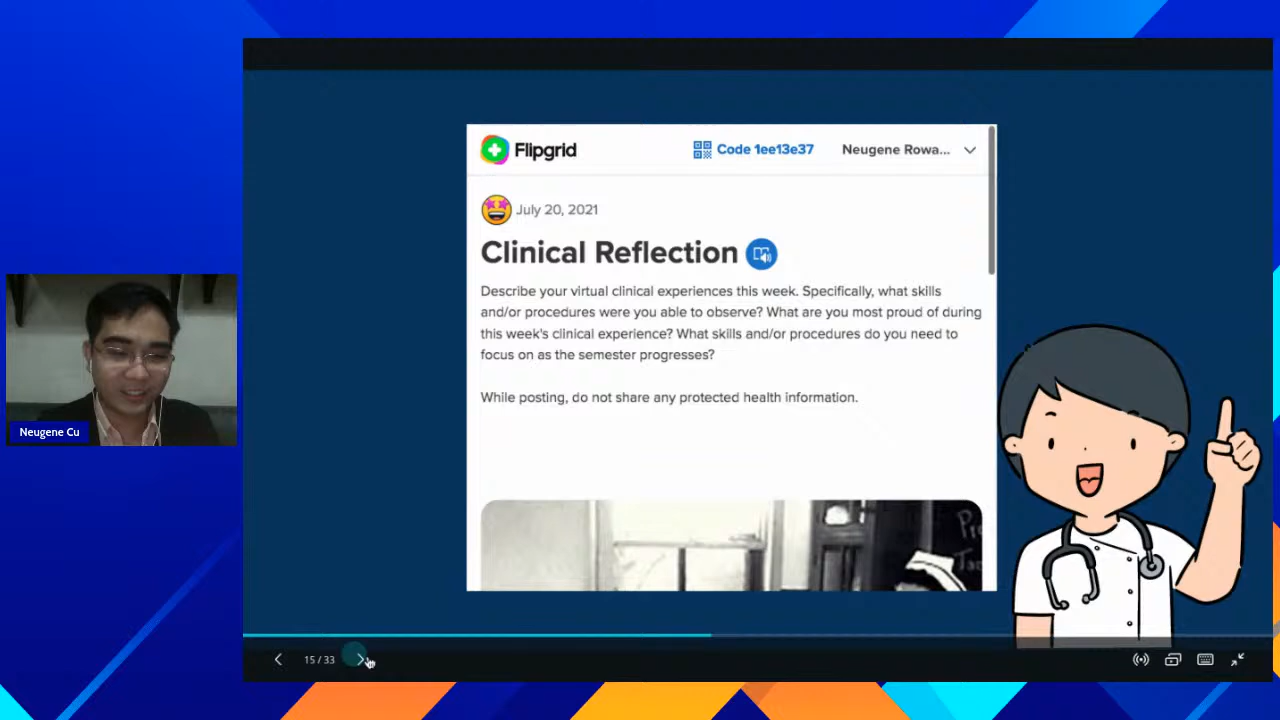 Flipgrid
Code 1ee13e37
Neugene Rowa...
July 20, 2021
Clinical Reflection
Describe your virtual clinical experiences this week. Specifically, what skills
and/or procedures were you able to observe? What are you most proud of during
this week's clinical experience? What skills and/or procedures do you need to
focus on as the semester progresses?
While posting, do not share any protected health information.
Neugene Cu
15 / 33